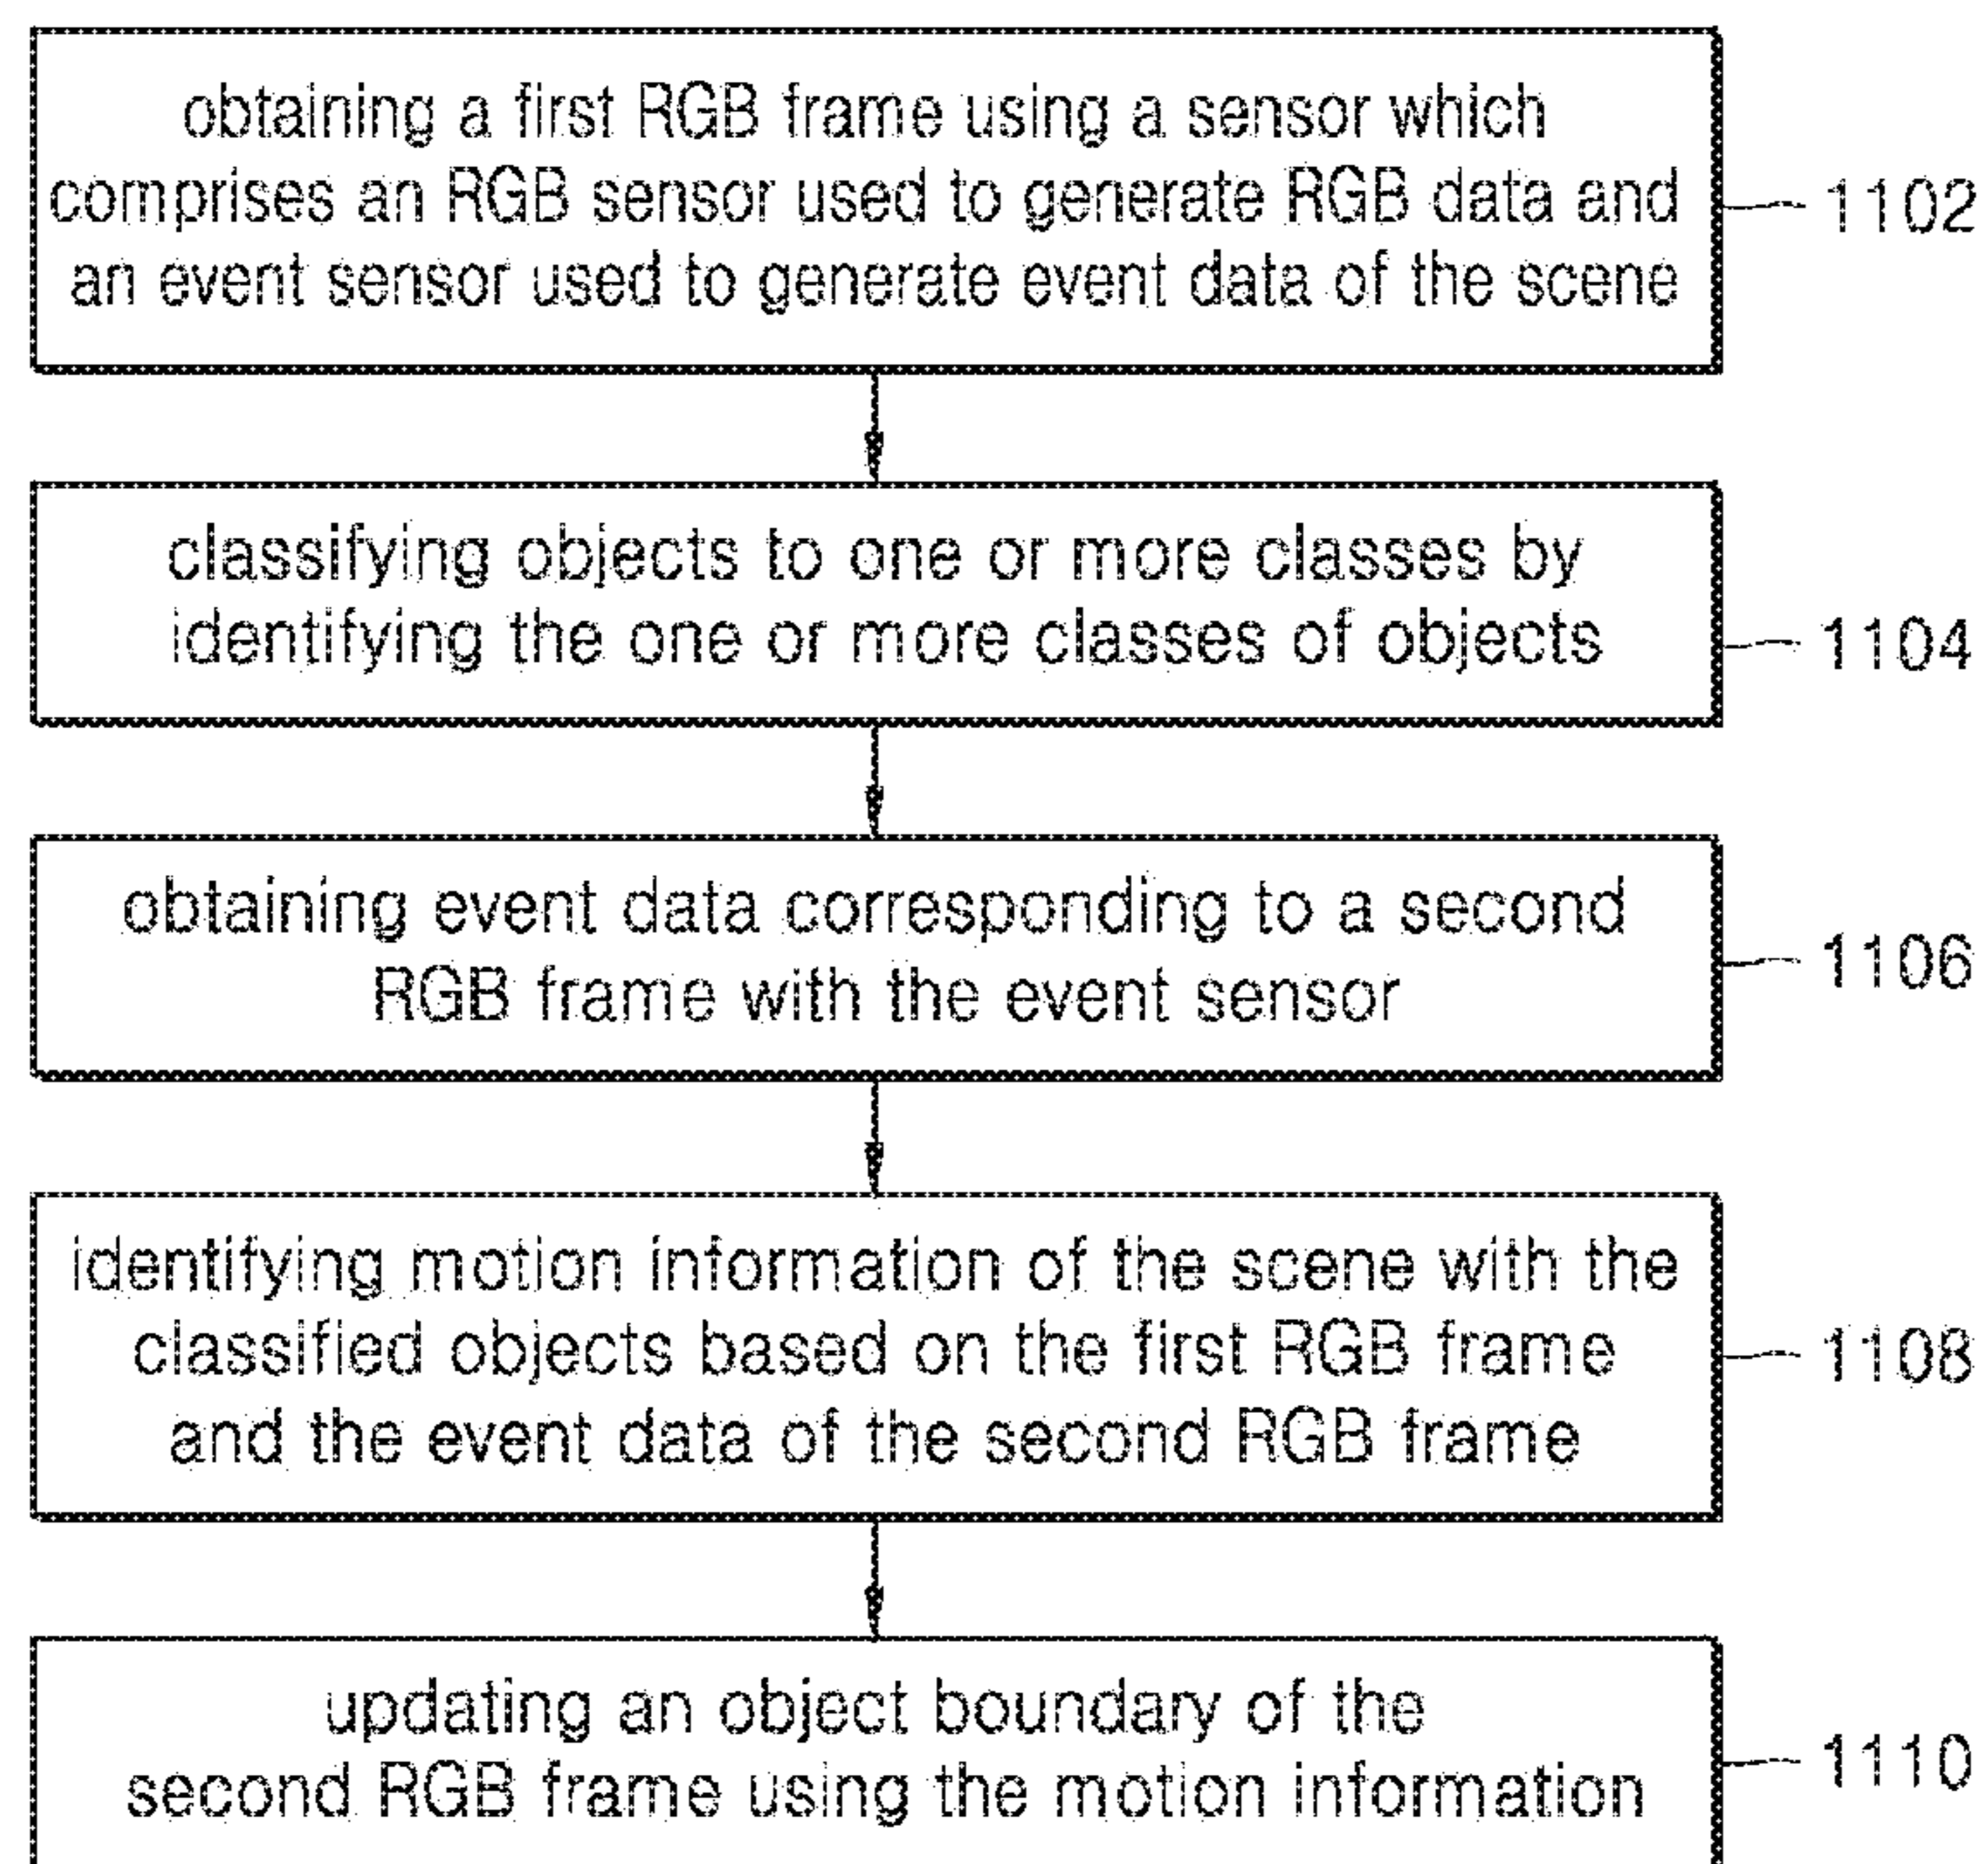 obtaining a first RGB frame using a sensor which
comprises an RGB sensor used to generate RGB data and
an event sensor used to generate event data of the scene
1102
classifying objects to one or more classes by
identifying the one or more classes of objects
1104
obtaining event data corresponding to a second
RGB frame with the event sensor
1106
identifying motion information of the scene with the
classified objects based on the first RGB frame
and the event data of the second RGB frame
1108
updating an object boundary of the
second RGB frame using the motion information
1110